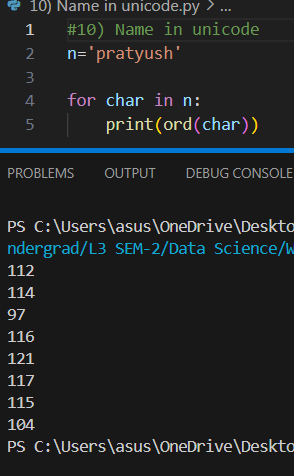 10) Name in unicode.py > ...
1 #10) Name in unicode
2 n='pratyush'
3
4 for char in n:
5 print(ord(char))
PROBLEMS OUTPUT DEBUG CONSOLE
PS C:\Users\asus\OneDrive\Deskto
ndergrad/L3 SEM-2/Data Science/W
112
114
97
116
121
117
115
104
PS C:\Users\asus\OneDrive\Deskto